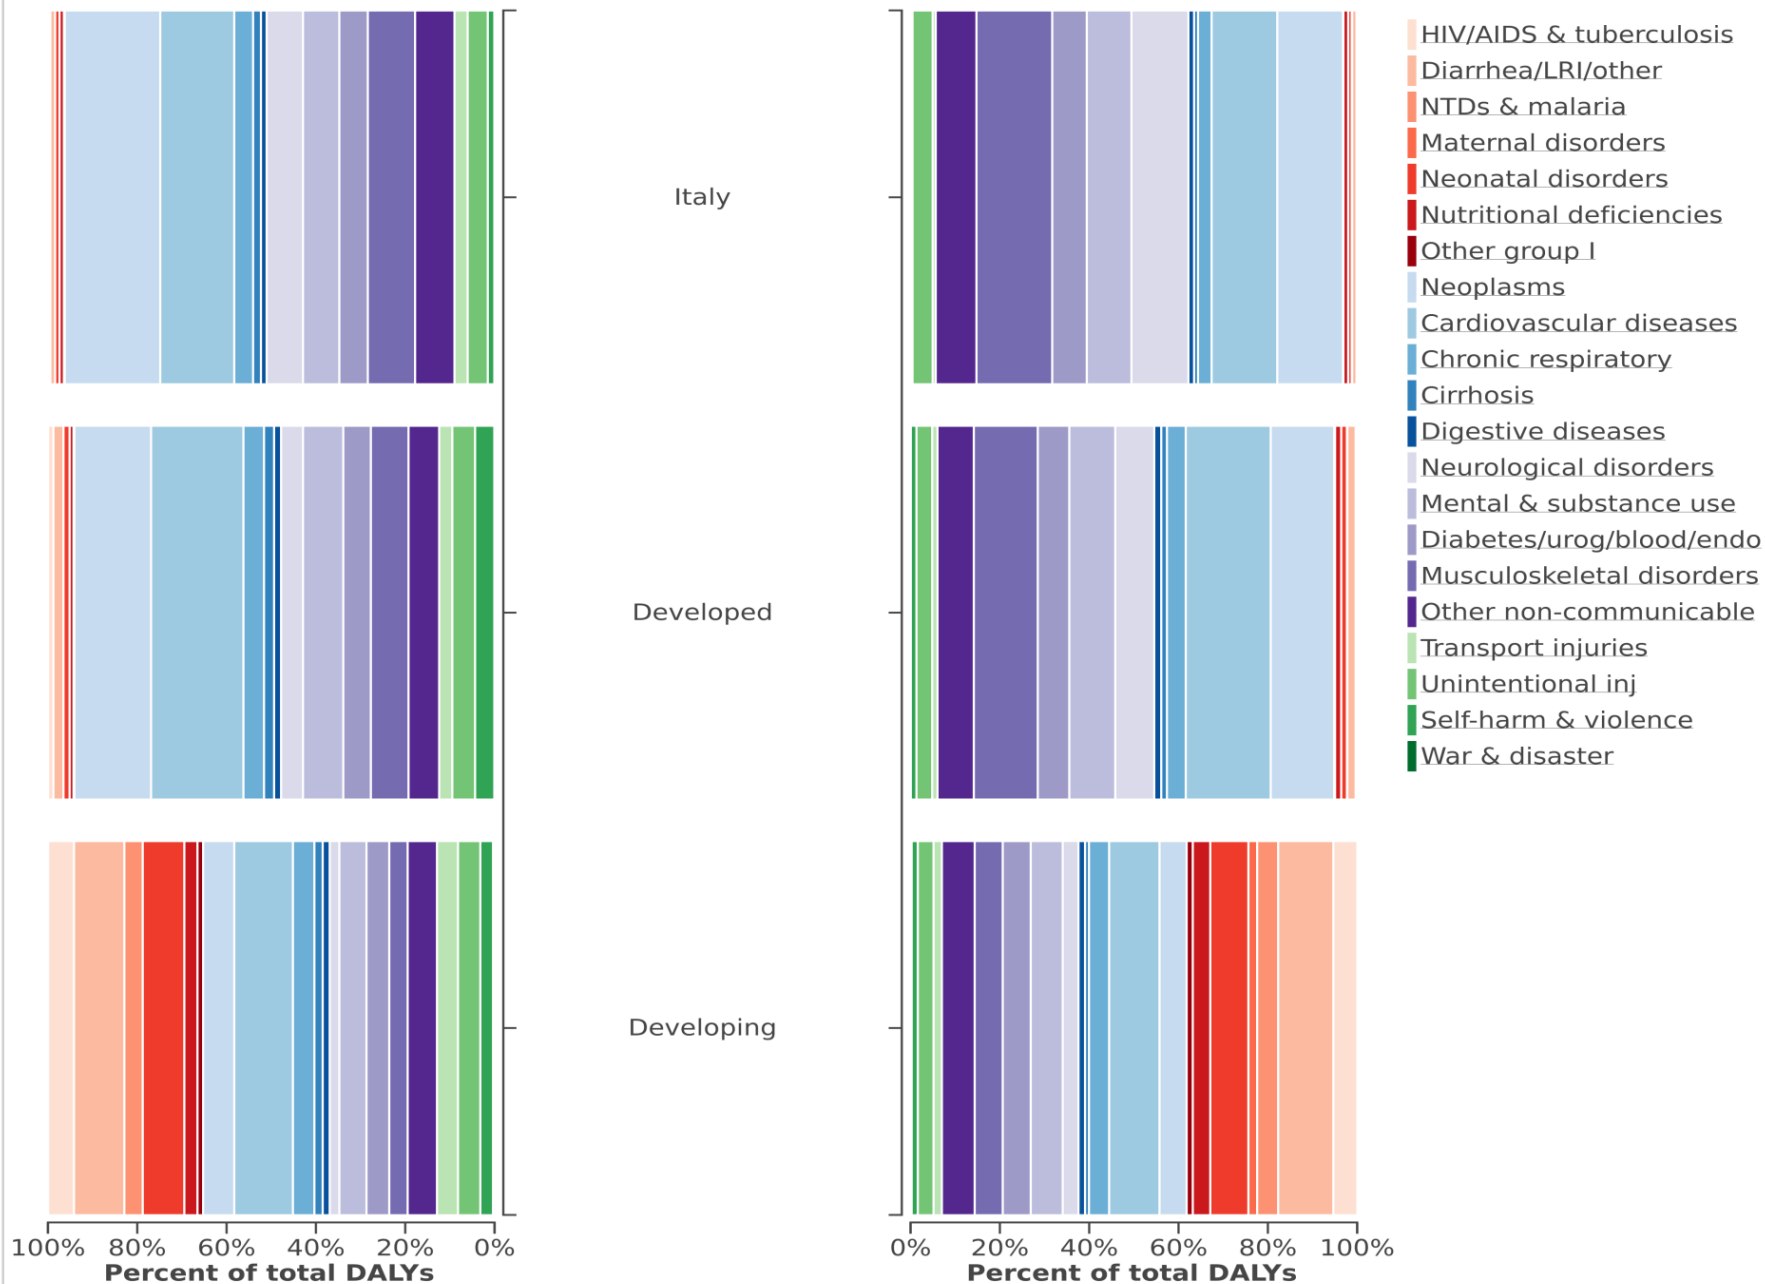 Italy
Developed
Developing
100% 80% 60% 40% 20% 0%
Percent of total DALYs
0% 20% 40% 60% 80% 100%
Percent of total DALYs
HIV/AIDS & tuberculosis
Diarrhea/LRI/other
NTDs & malaria
Maternal disorders
Neonatal disorders
Nutritional deficiencies
Other group I
Neoplasms
Cardiovascular diseases
Chronic respiratory
Cirrhosis
Digestive diseases
Neurological disorders
Mental & substance use
Diabetes/urog/blood/endo
Musculoskeletal disorders
Other non-communicable
Transport injuries
Unintentional inj
Self-harm & violence
War & disaster